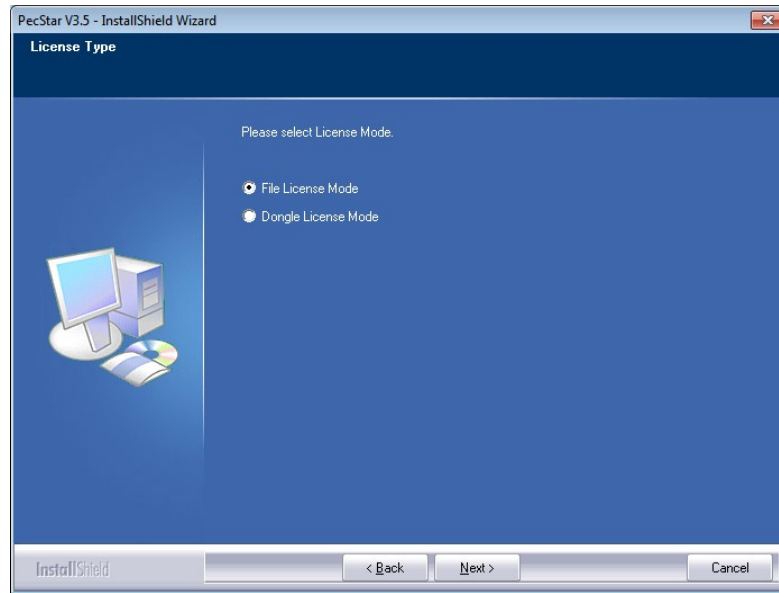 PecStar V3.5 - InstallShield Wizard
License Type
Please select License Mode.
File License Mode
Dongle License Mode
InstallShield
< Back
Next >
Cancel